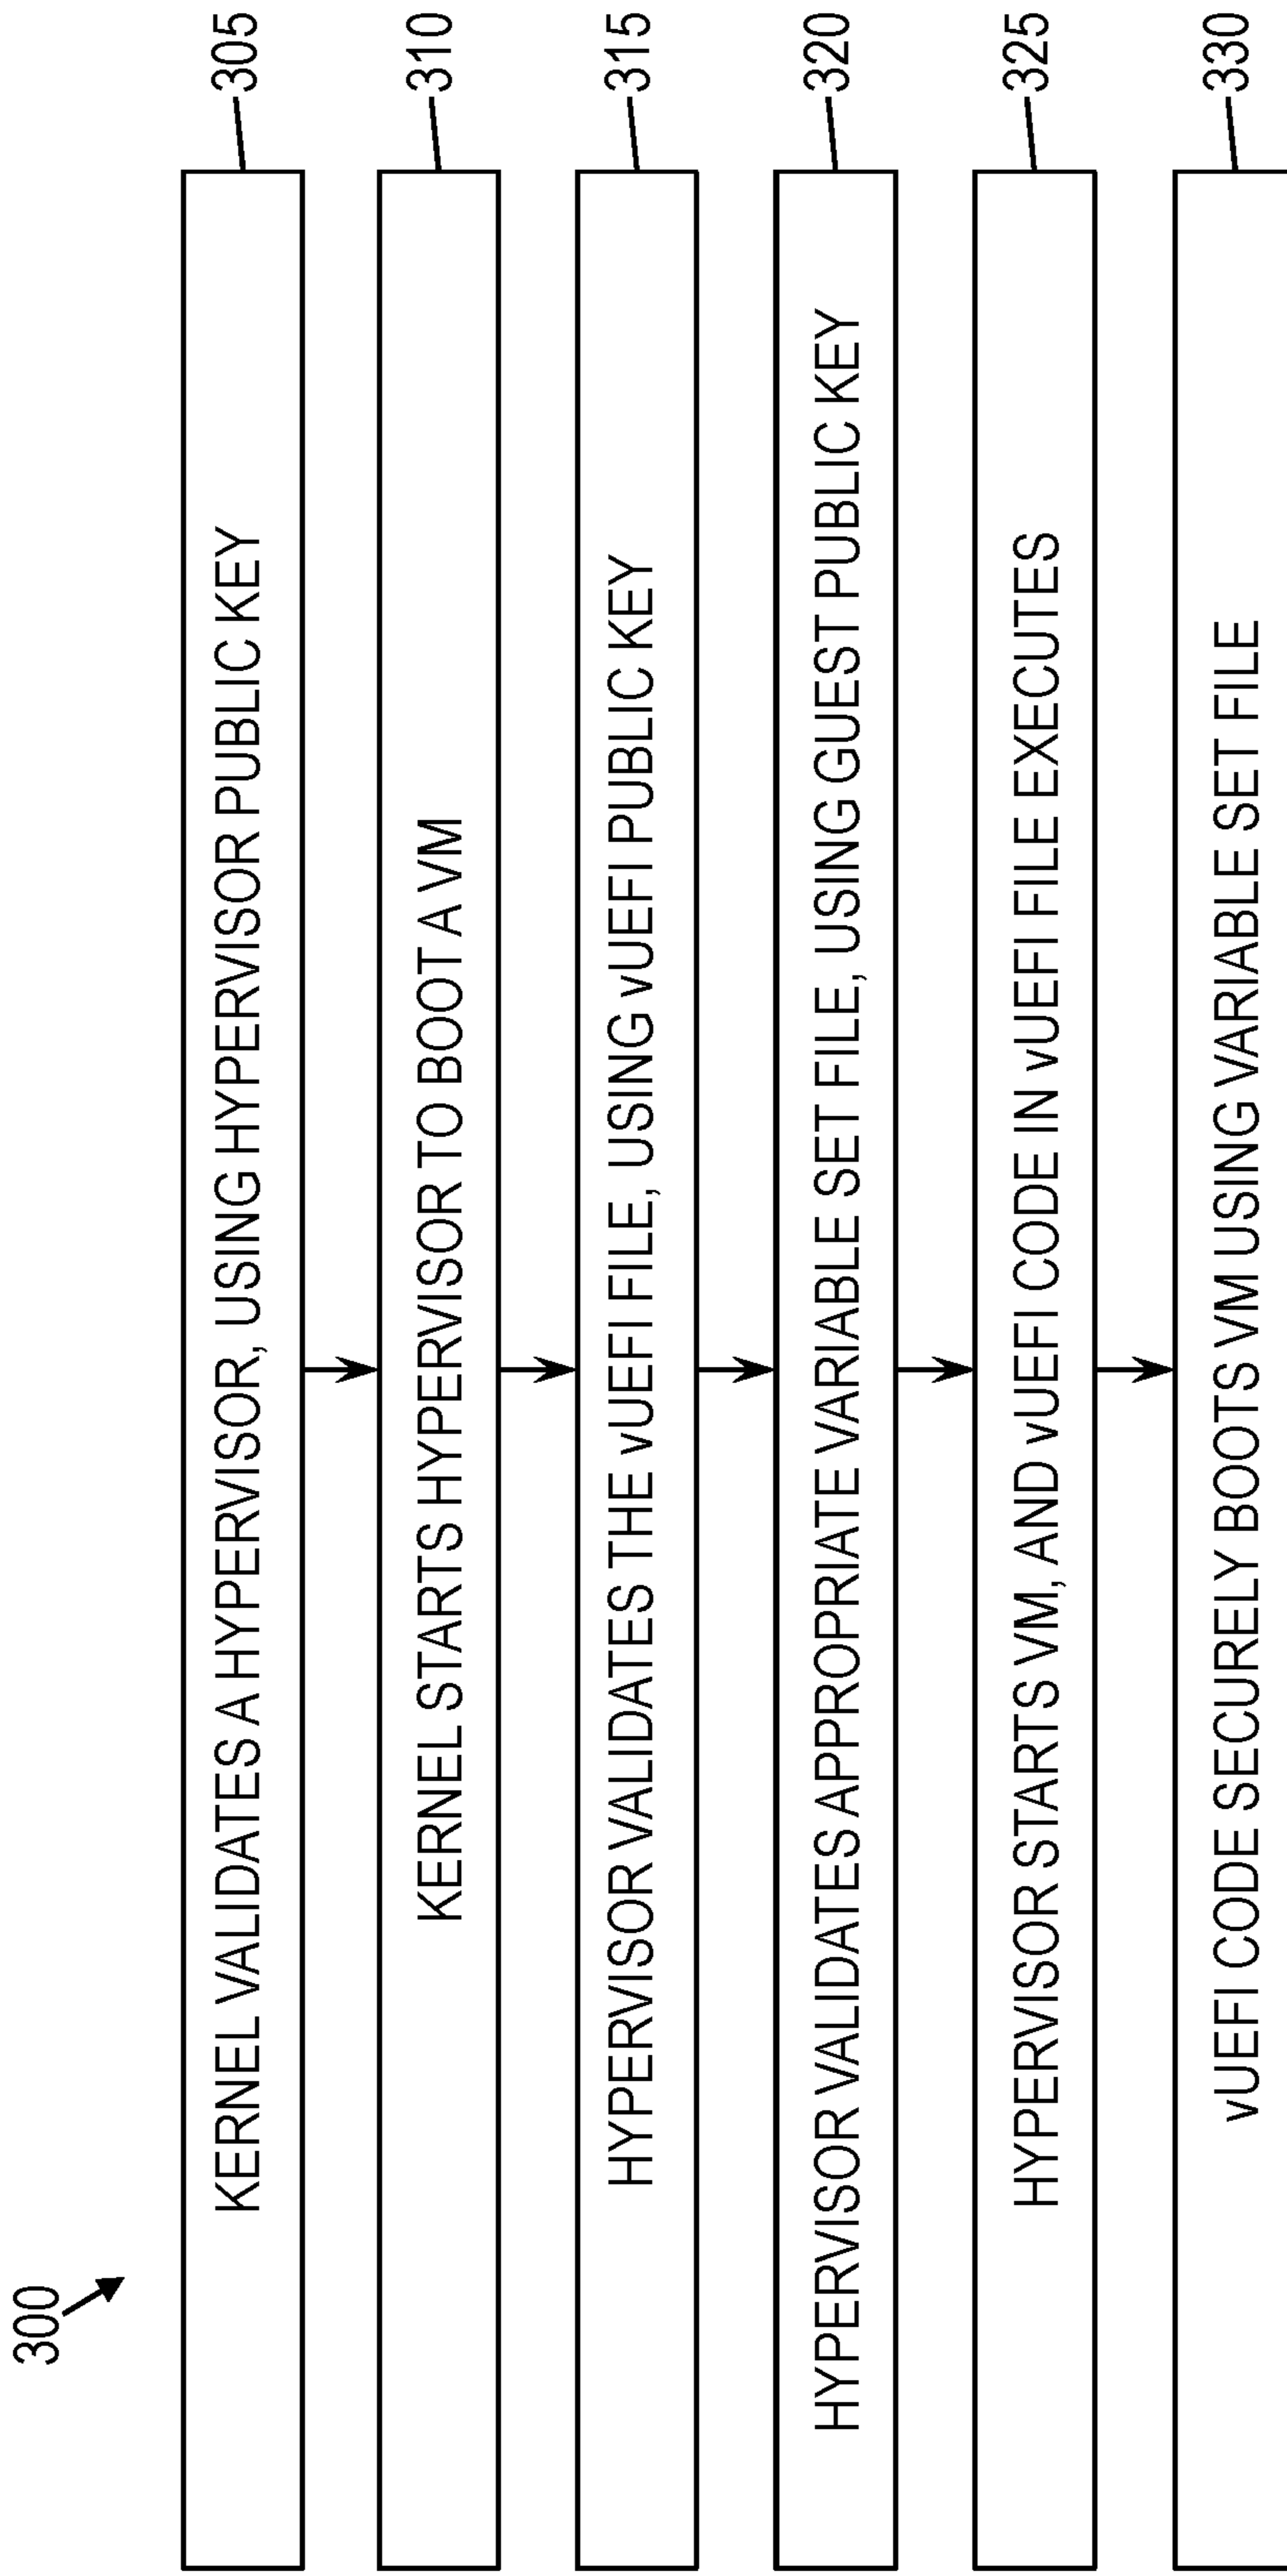 300
KERNEL VALIDATES A HYPERVISOR, USING HYPERVISOR PUBLIC KEY
305
KERNEL STARTS HYPERVISOR TO BOOT A VM
310
HYPERVISOR VALIDATES THE vUEFI FILE, USING vUEFI PUBLIC KEY
315
HYPERVISOR VALIDATES APPROPRIATE VARIABLE SET FILE, USING GUEST PUBLIC KEY
320
HYPERVISOR STARTS VM, AND vUEFI CODE IN vUEFI FILE EXECUTES
325
vUEFI CODE SECURELY BOOTS VM USING VARIABLE SET FILE
330